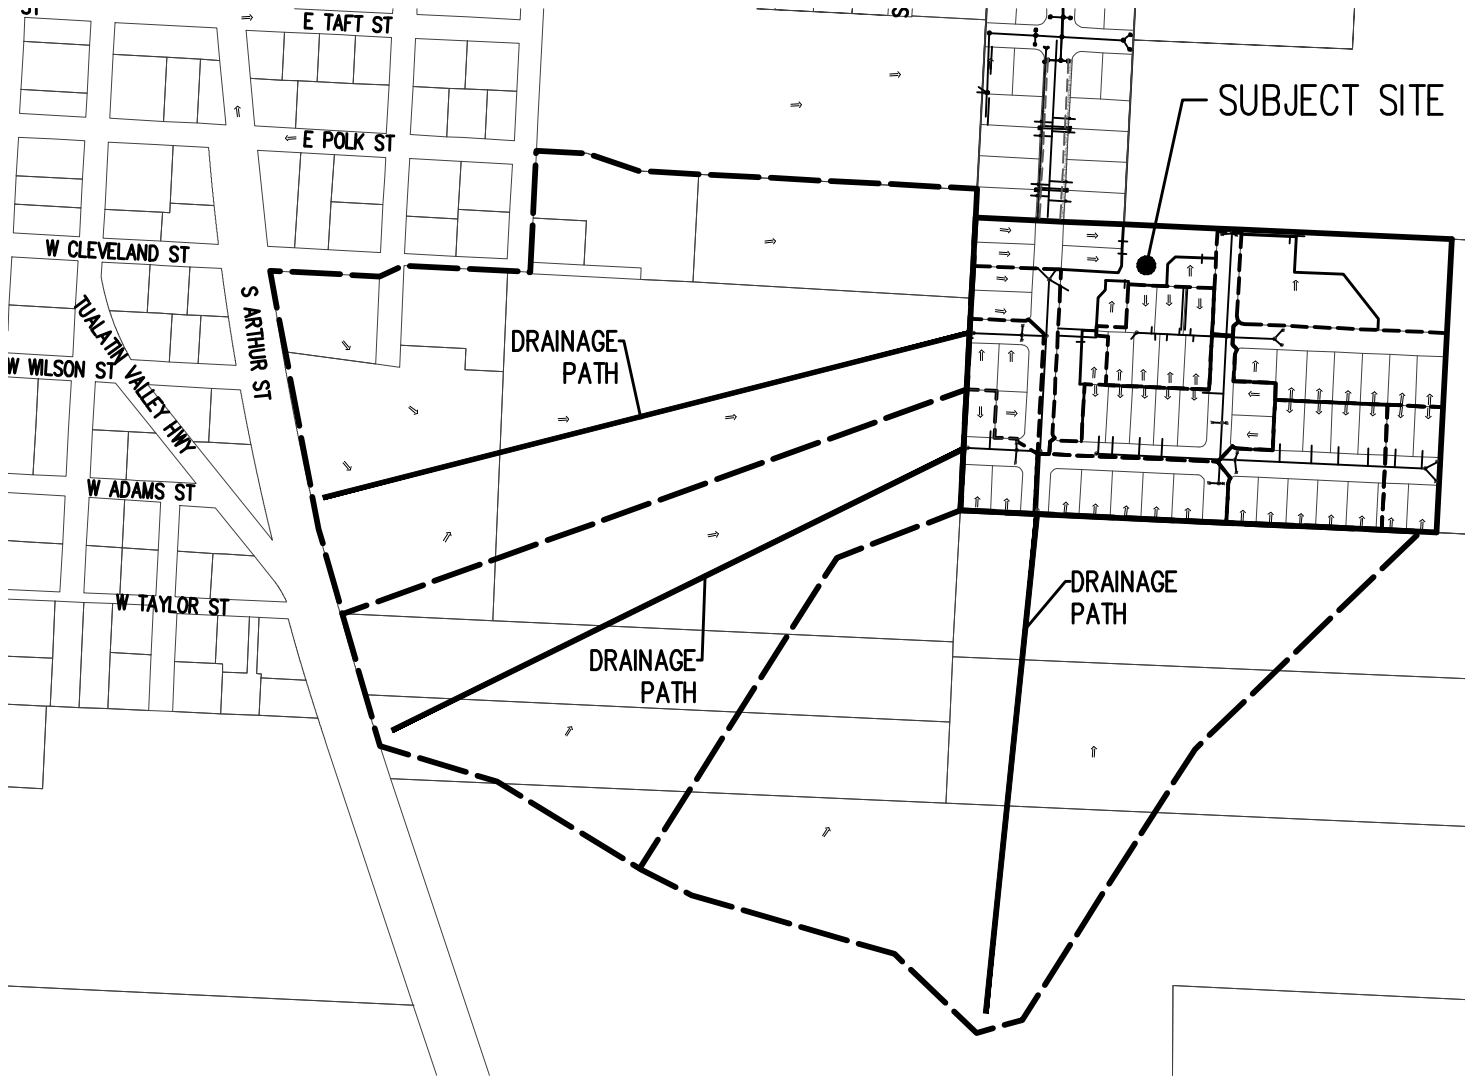 ST
E TAFT ST
S
SUBJECT SITE
E POLK ST
W CLEVELAND ST
S ARTHUR ST
TUALATIN VALLEY HWY
DRAINAGE
PATH
W WILSON ST
W ADAMS ST
DRAINAGE
PATH
W TAYLOR ST
DRAINAGE
PATH